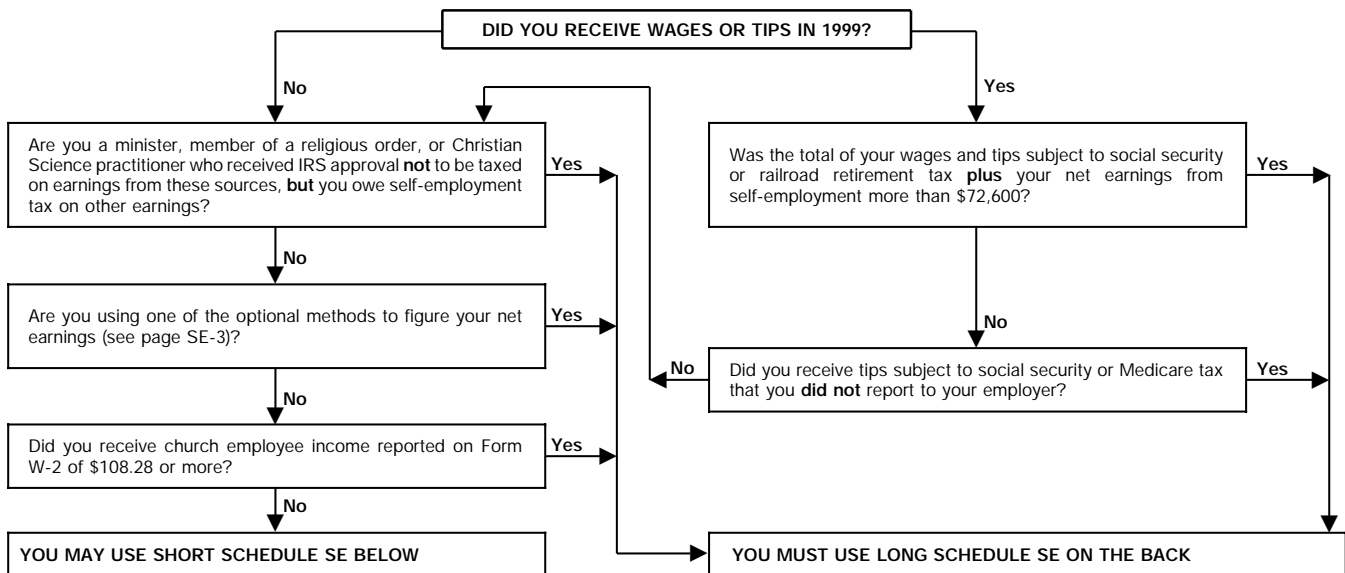 DID YOU RECEIVE WAGES OR TIPS IN 1999?
No
Yes
Are you a minister, member of a religious order, or Christian
Science practitioner who received IRS approval not to be taxed
on earnings from these sources, but you owe self-employment
tax on other earnings?
Yes
Was the total of your wages and tips subject to social security
or railroad retirement tax plus your net earnings from
self-employment more than $72,600?
Yes
No
No
Are you using one of the optional methods to figure your net
earnings (see page SE-3)?
Yes
No
Did you receive tips subject to social security or Medicare tax
that you did not report to your employer?
Yes
No
Did you receive church employee income reported on Form
W-2 of $108.28 or more?
Yes
No
YOU MAY USE SHORT SCHEDULE SE BELOW
YOU MUST USE LONG SCHEDULE SE ON THE BACK